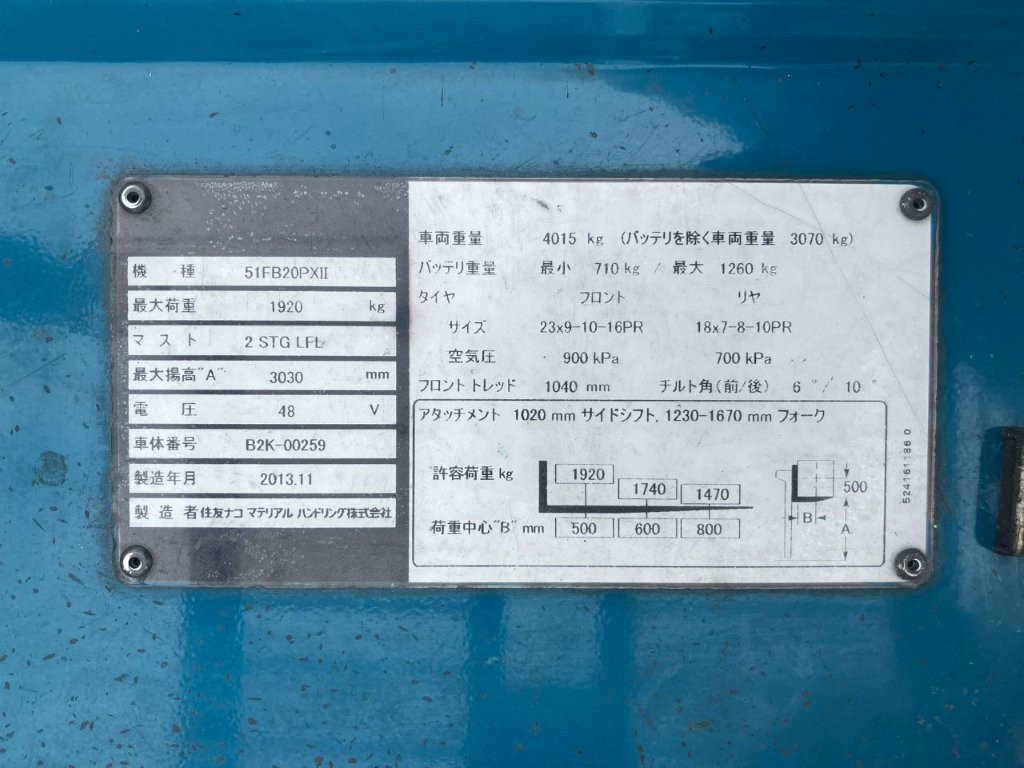 機 種 51FB20PXII
最大荷重 1920 kg
マスト 2 STG LFL
最大揚高"A" 3030 mm
電 圧 48 V
車体番号 B2K-00259
製造年月 2013.11
製造者 住友ナコ マテリアル ハンドリング株式会社
車両重量 4015 kg (バッテリを除く車両重量 3070 kg)
バッテリ重量 最小 710 kg / 最大 1260 kg
タイヤ フロント リヤ
サイズ 23x9-10-16PR 18x7-8-10PR
空気圧 900 kPa 700 kPa
フロント トレッド 1040 mm チルト角(前/後) 6°/ 10°
アタッチメント 1020 mm サイドシフト, 1230-1670 mm フォーク
許容荷重 kg 1920 1740 1470
荷重中心"B" mm 500 600 800
500
B A
524161186 0